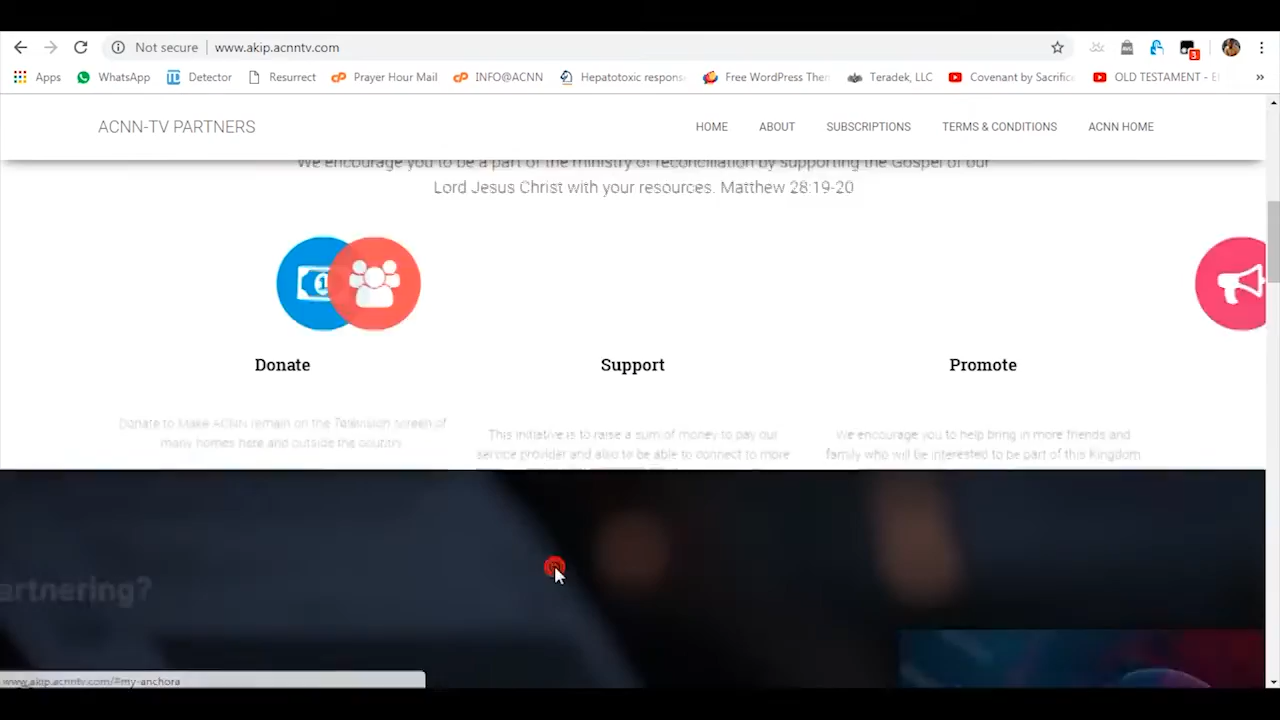 Not secure
www.akip.acnntv.com
3
Apps
WhatsApp
Detector
Resurrect
Prayer Hour Mail
INFO@ACNN
Hepatotoxic respons
Free WordPress Then
Teradek, LLC
Covenant by Sacrific
OLD TESTAMENT - E
»
ACNN-TV PARTNERS
HOME
ABOUT
SUBSCRIPTIONS
TERMS & CONDITIONS
ACNN HOME
We encourage you to be a part of the ministry of reconciliation by supporting the Gospel of our
Lord Jesus Christ with your resources. Matthew 28:19-20
1
Donate
Support
Promote
Donate to Make ACNN remain on the Television screen of
many homes here and outside the country
This initiative is to raise a sum of money to pay our
service provider and also to be able to connect to more
We encourage you to help bring in more friends and
family who will be interested to be part of this Kingdom
artnering?
www.akip.acnntv.com/#my-anchora